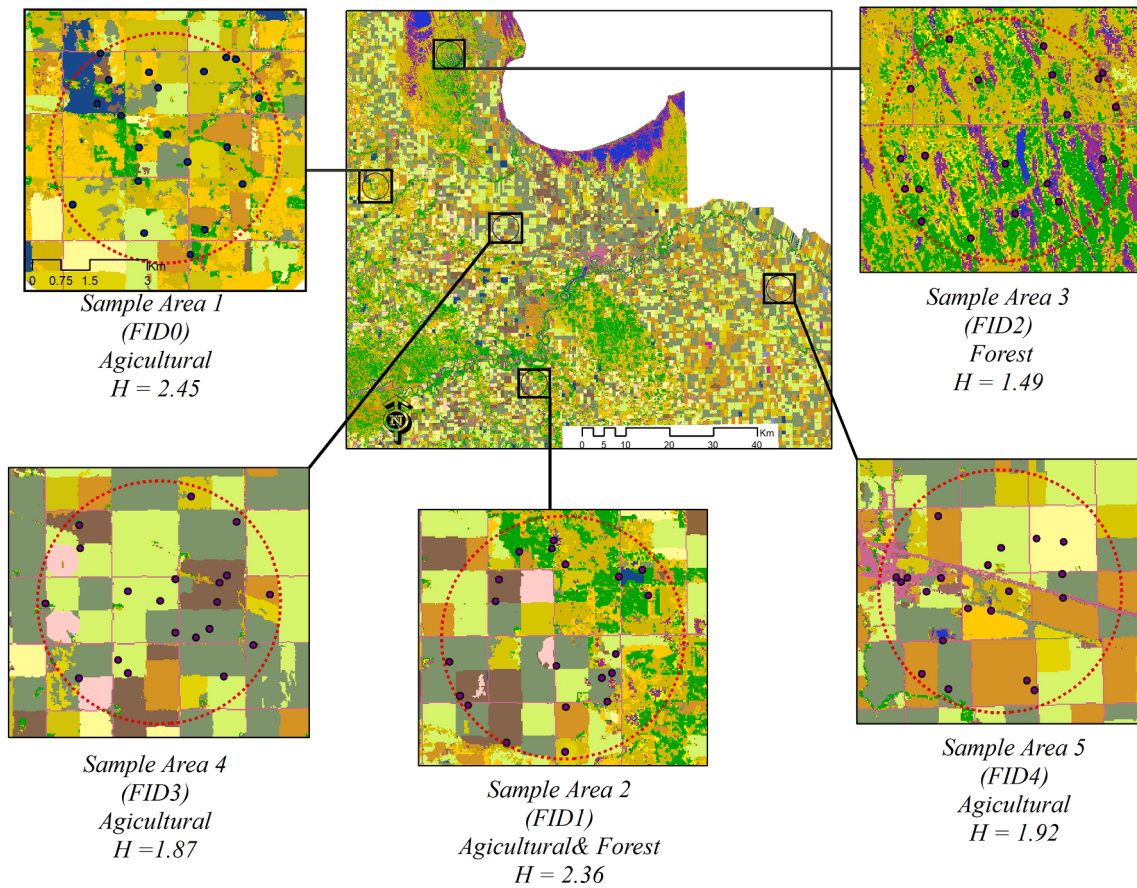 0 0.75 1.5 3
Km
Sample Area 1
(FID0)
Agicultural
H = 2.45
N
0 5 10 20 30 40
Km
Sample Area 3
(FID2)
Forest
H = 1.49
Sample Area 4
(FID3)
Agicultural
H =1.87
Sample Area 2
(FID1)
Agicultural& Forest
H = 2.36
Sample Area 5
(FID4)
Agicultural
H = 1.92